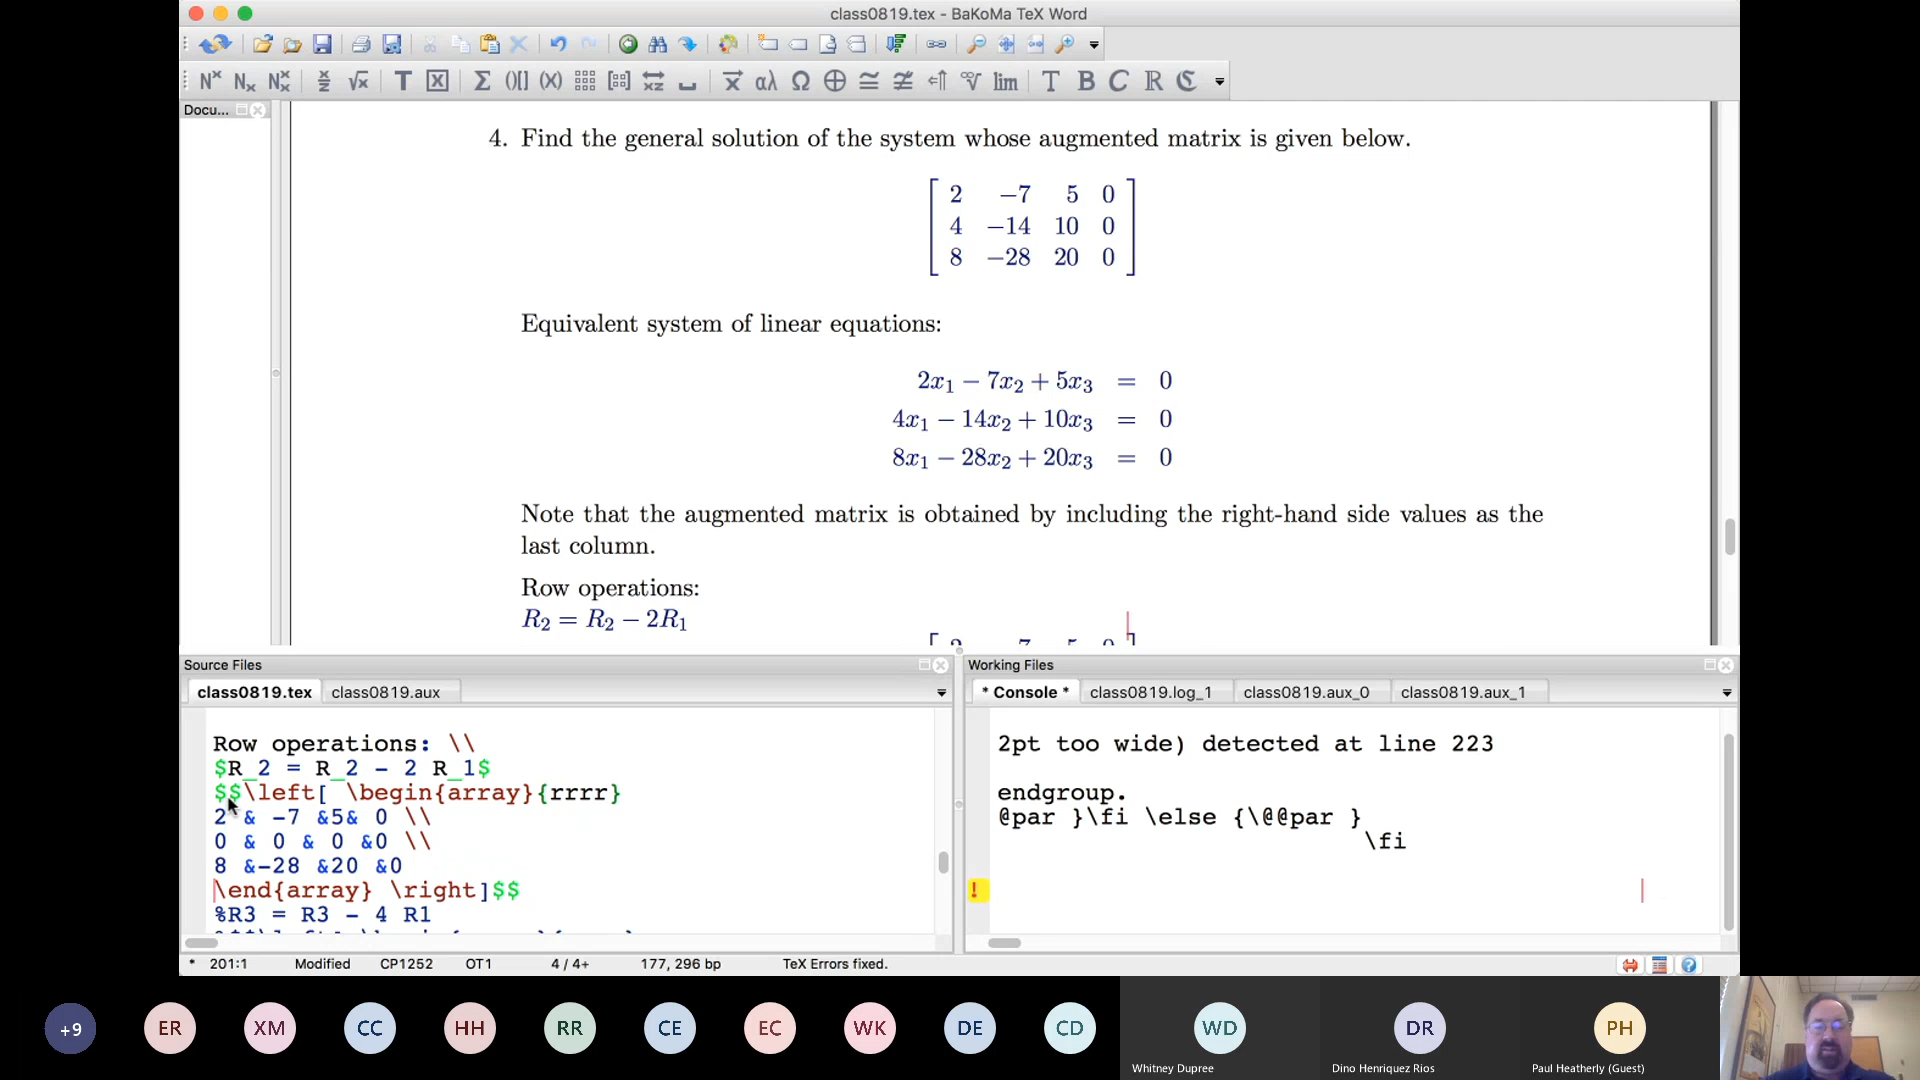 class0819.tex - BaKoMa TeX Word
Docu...
4. Find the general solution of the system whose augmented matrix is given below.
2 −7 5 0
4 −14 10 0
8 −28 20 0
Equivalent system of linear equations:
2x₁ − 7x₂ + 5x₃ = 0
4x₁ − 14x₂ + 10x₃ = 0
8x₁ − 28x₂ + 20x₃ = 0
Note that the augmented matrix is obtained by including the right-hand side values as the
last column.
Row operations:
R₂ = R₂ − 2R₁
Source Files
class0819.tex class0819.aux
Row operations: \\
$R_2 = R_2 - 2 R_1$
$$\left[ \begin{array}{rrrr}
2 & -7 &5& 0 \\
0 & 0 & 0 &0 \\
8 &-28 &20 &0
\end{array} \right]$$
%R3 = R3 - 4 R1
Working Files
* Console * class0819.log_1 class0819.aux_0 class0819.aux_1
2pt too wide) detected at line 223
endgroup.
@par }\fi \else {\@@par }
\fi
* 201:1 Modified CP1252 OT1 4 / 4+ 177, 296 bp TeX Errors fixed.
+9 ER XM CC HH RR CE EC WK DE CD WD DR PH
Whitney Dupree Dino Henriquez Rios Paul Heatherly (Guest)